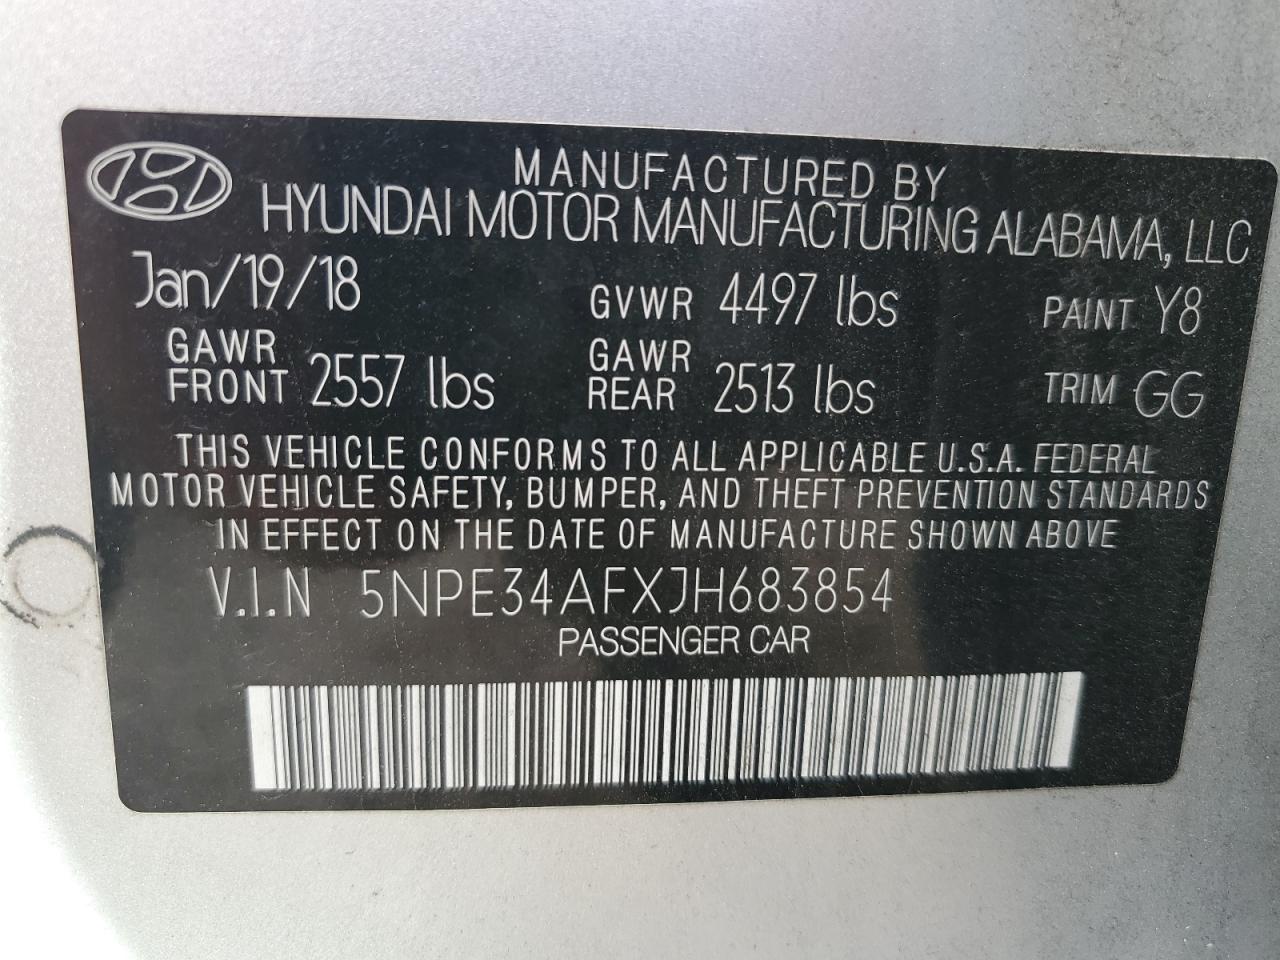 MANUFACTURED BY
HYUNDAI MOTOR MANUFACTURING ALABAMA, LLC
Jan/19/18 GVWR 4497 lbs PAINT Y8
GAWR FRONT 2557 lbs GAWR REAR 2513 lbs TRIM GG
THIS VEHICLE CONFORMS TO ALL APPLICABLE U.S.A. FEDERAL
MOTOR VEHICLE SAFETY, BUMPER, AND THEFT PREVENTION STANDARDS
IN EFFECT ON THE DATE OF MANUFACTURE SHOWN ABOVE
V.I.N 5NPE34AFXJH683854
PASSENGER CAR